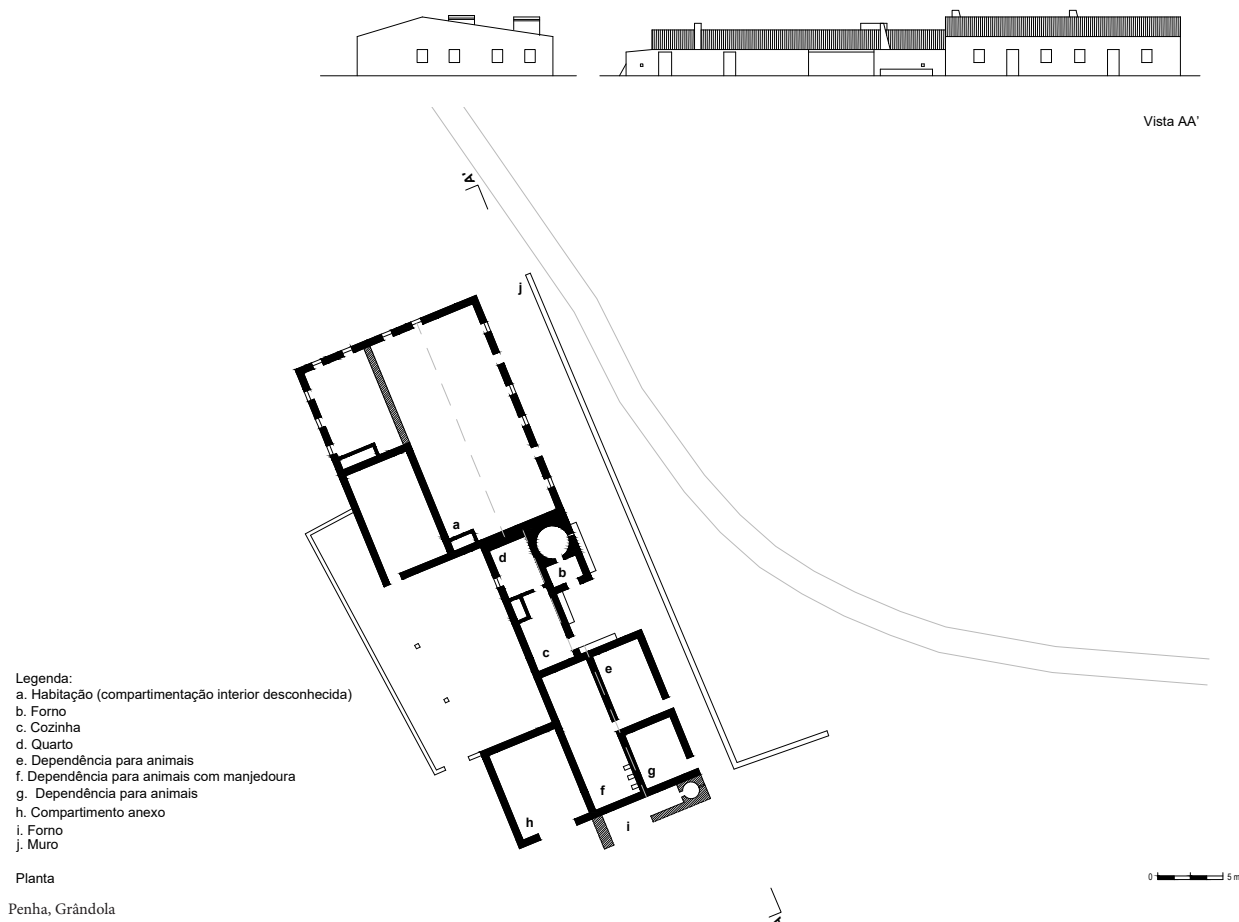 Vista AA'
A'
j
a
d
b
c
e
g
f
h
i
Legenda:
a. Habitação (compartimentação interior desconhecida)
b. Forno
c. Cozinha
d. Quarto
e. Dependência para animais
f. Dependência para animais com manjedoura
g. Dependência para animais
h. Compartimento anexo
i. Forno
j. Muro
Planta
0 5 m
A
Penha, Grândola